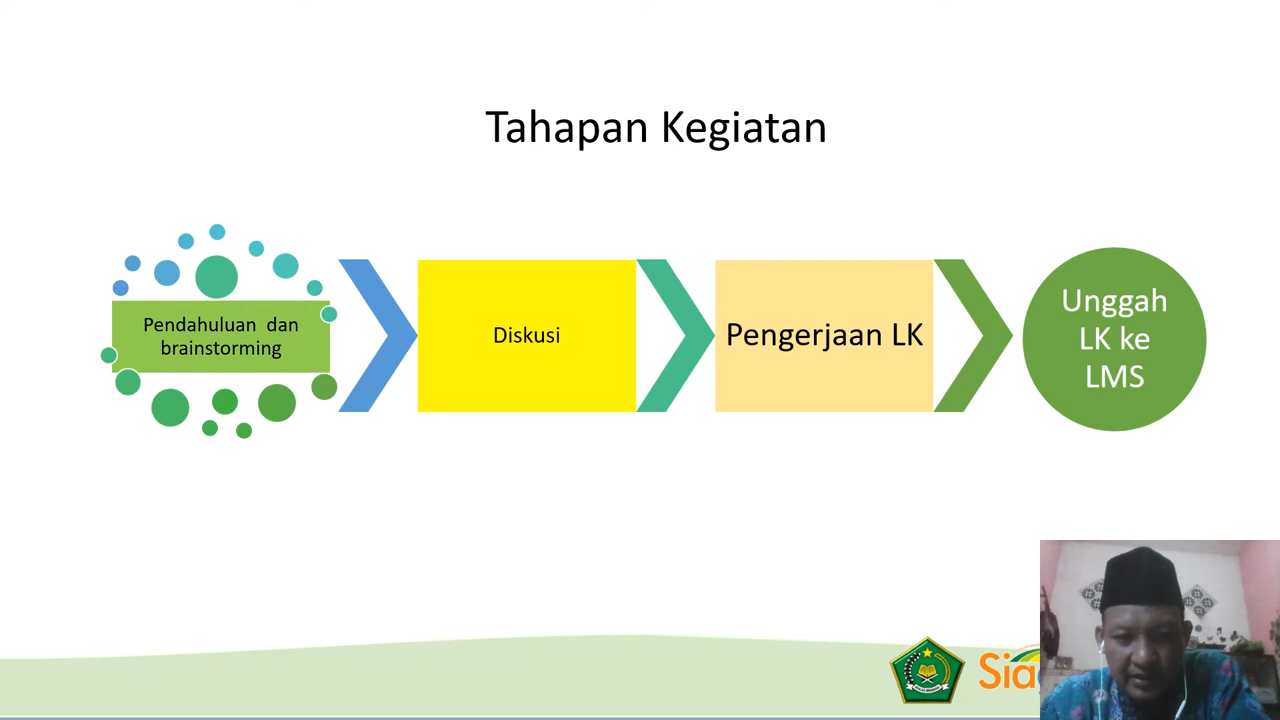 Tahapan Kegiatan
Pendahuluan dan
brainstorming
Diskusi
Pengerjaan LK
Unggah
LK ke
LMS